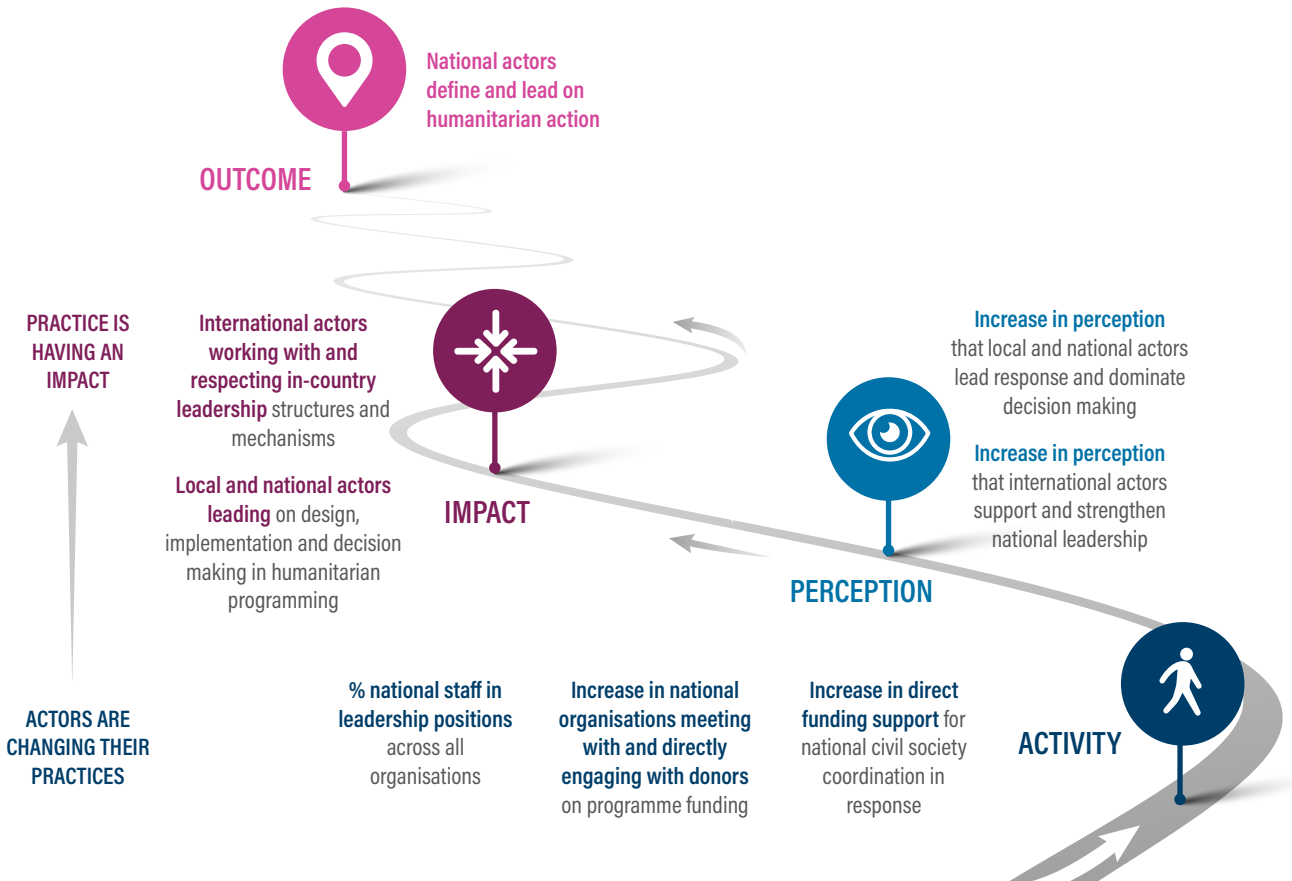 National actors
define and lead on
humanitarian action
OUTCOME
PRACTICE IS
HAVING AN
IMPACT
International actors
working with and
respecting in-country
leadership structures and
mechanisms
Local and national actors
leading on design,
implementation and decision
making in humanitarian
programming
IMPACT
Increase in perception
that local and national actors
lead response and dominate
decision making
Increase in perception
that international actors
support and strengthen
national leadership
PERCEPTION
ACTORS ARE
CHANGING THEIR
PRACTICES
% national staff in
leadership positions
across all
organisations
Increase in national
organisations meeting
with and directly
engaging with donors
on programme funding
Increase in direct
funding support for
national civil society
coordination in
response
ACTIVITY